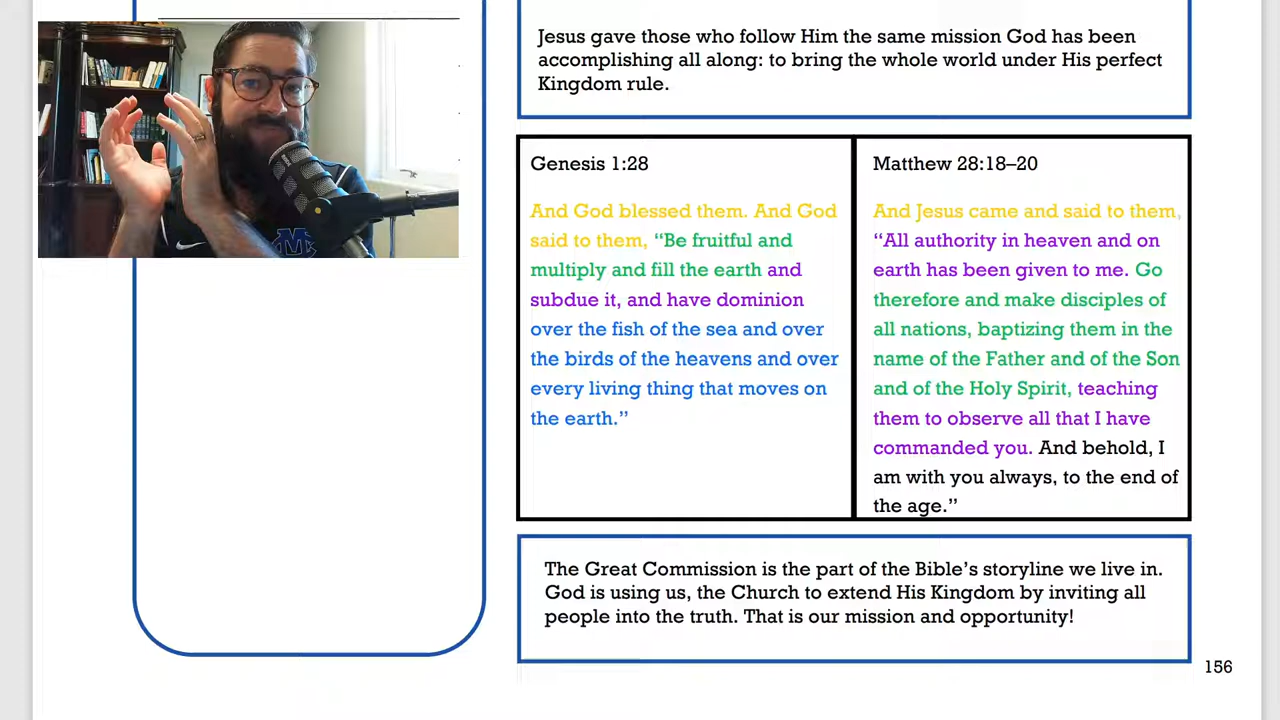 Jesus gave those who follow Him the same mission God has been
accomplishing all along: to bring the whole world under His perfect
Kingdom rule.
Genesis 1:28
And God blessed them. And God
said to them, “Be fruitful and
multiply and fill the earth and
subdue it, and have dominion
over the fish of the sea and over
the birds of the heavens and over
every living thing that moves on
the earth.”
Matthew 28:18–20
And Jesus came and said to them,
“All authority in heaven and on
earth has been given to me. Go
therefore and make disciples of
all nations, baptizing them in the
name of the Father and of the Son
and of the Holy Spirit, teaching
them to observe all that I have
commanded you. And behold, I
am with you always, to the end of
the age.”
The Great Commission is the part of the Bible’s storyline we live in.
God is using us, the Church to extend His Kingdom by inviting all
people into the truth. That is our mission and opportunity!
156
MC